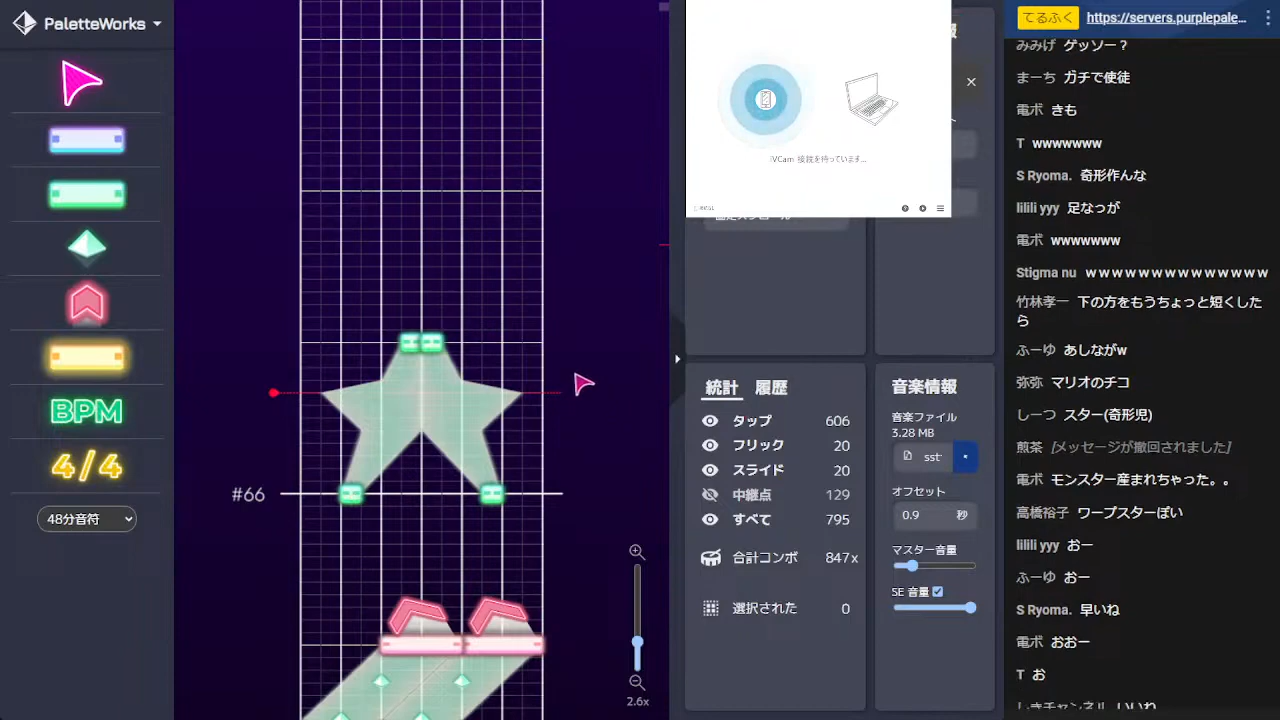 PaletteWorks
BPM
4/4
48分音符
#66
2.6x
iVCam 接続を待っています...
統計 履歴
タップ 606
フリック 20
スライド 20
中継点 129
すべて 795
合計コンボ 847x
選択された 0
音楽情報
音楽ファイル
3.28 MB
オフセット
0.9 秒
マスター音量
SE 音量
てるふく https://servers.purplepale...
みみげ ゲッソー？
まーち ガチで使徒
電ボ きも
T wwwwwww
S Ryoma. 奇形作んな
lilili yyy 足なっが
電ボ wwwwwww
Stigma nu ｗｗｗｗｗｗｗｗｗｗｗｗｗｗ
竹林孝一 下の方をもうちょっと短くした
ら
ふーゆ あしながw
弥弥 マリオのチコ
しーつ スター(奇形児)
煎茶 [メッセージが撤回されました]
電ボ モンスター産まれちゃった。。
高橋裕子 ワープスターぽい
lilili yyy おー
ふーゆ おー
S Ryoma. 早いね
電ボ おおー
T お
しきチャンネル いいわ